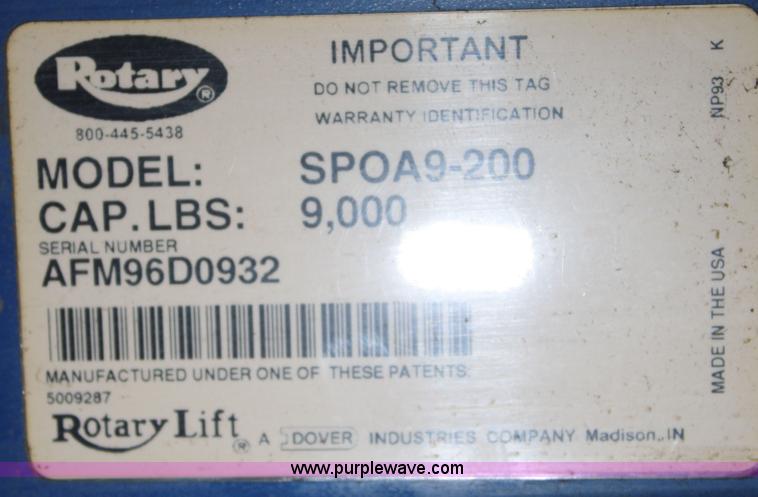 Rotary ®
800-445-5438
IMPORTANT
DO NOT REMOVE THIS TAG
WARRANTY IDENTIFICATION
MODEL: SPOA9-200
CAP. LBS: 9,000
SERIAL NUMBER
AFM96D0932
MANUFACTURED UNDER ONE OF THESE PATENTS:
5009287
Rotary Lift ® A DOVER INDUSTRIES COMPANY Madison, IN
NP93 K
MADE IN THE USA
www.purplewave.com